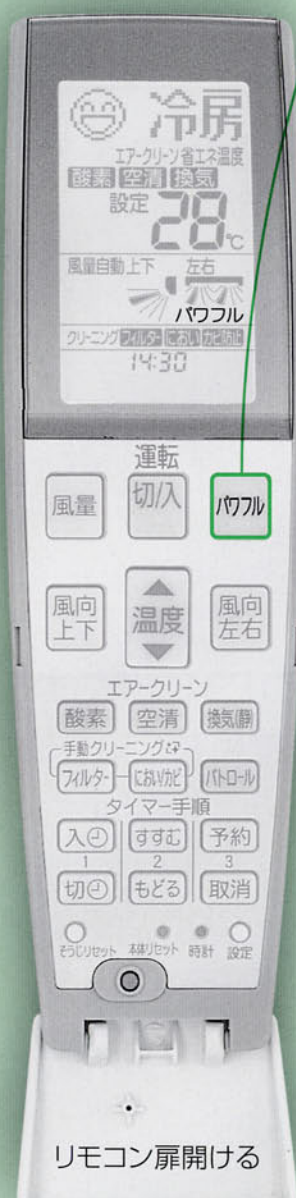 冷房
エアークリーン省エネ温度
酸素 空清 換気
設定 28℃
風量自動 上下 左右
パワフル
クリーニング フィルター におい カビ防止
14:30
運転
風量 切/入 パワフル
風向上下 温度 風向左右
エアークリーン
酸素 空清 換気(静)
手動クリーニング
フィルター におい/カビ パトロール
タイマー手順
入 すすむ 予約
1 2 3
切 もどる 取消
そうじリセット 本体リセット 時計 設定
リモコン扉開ける